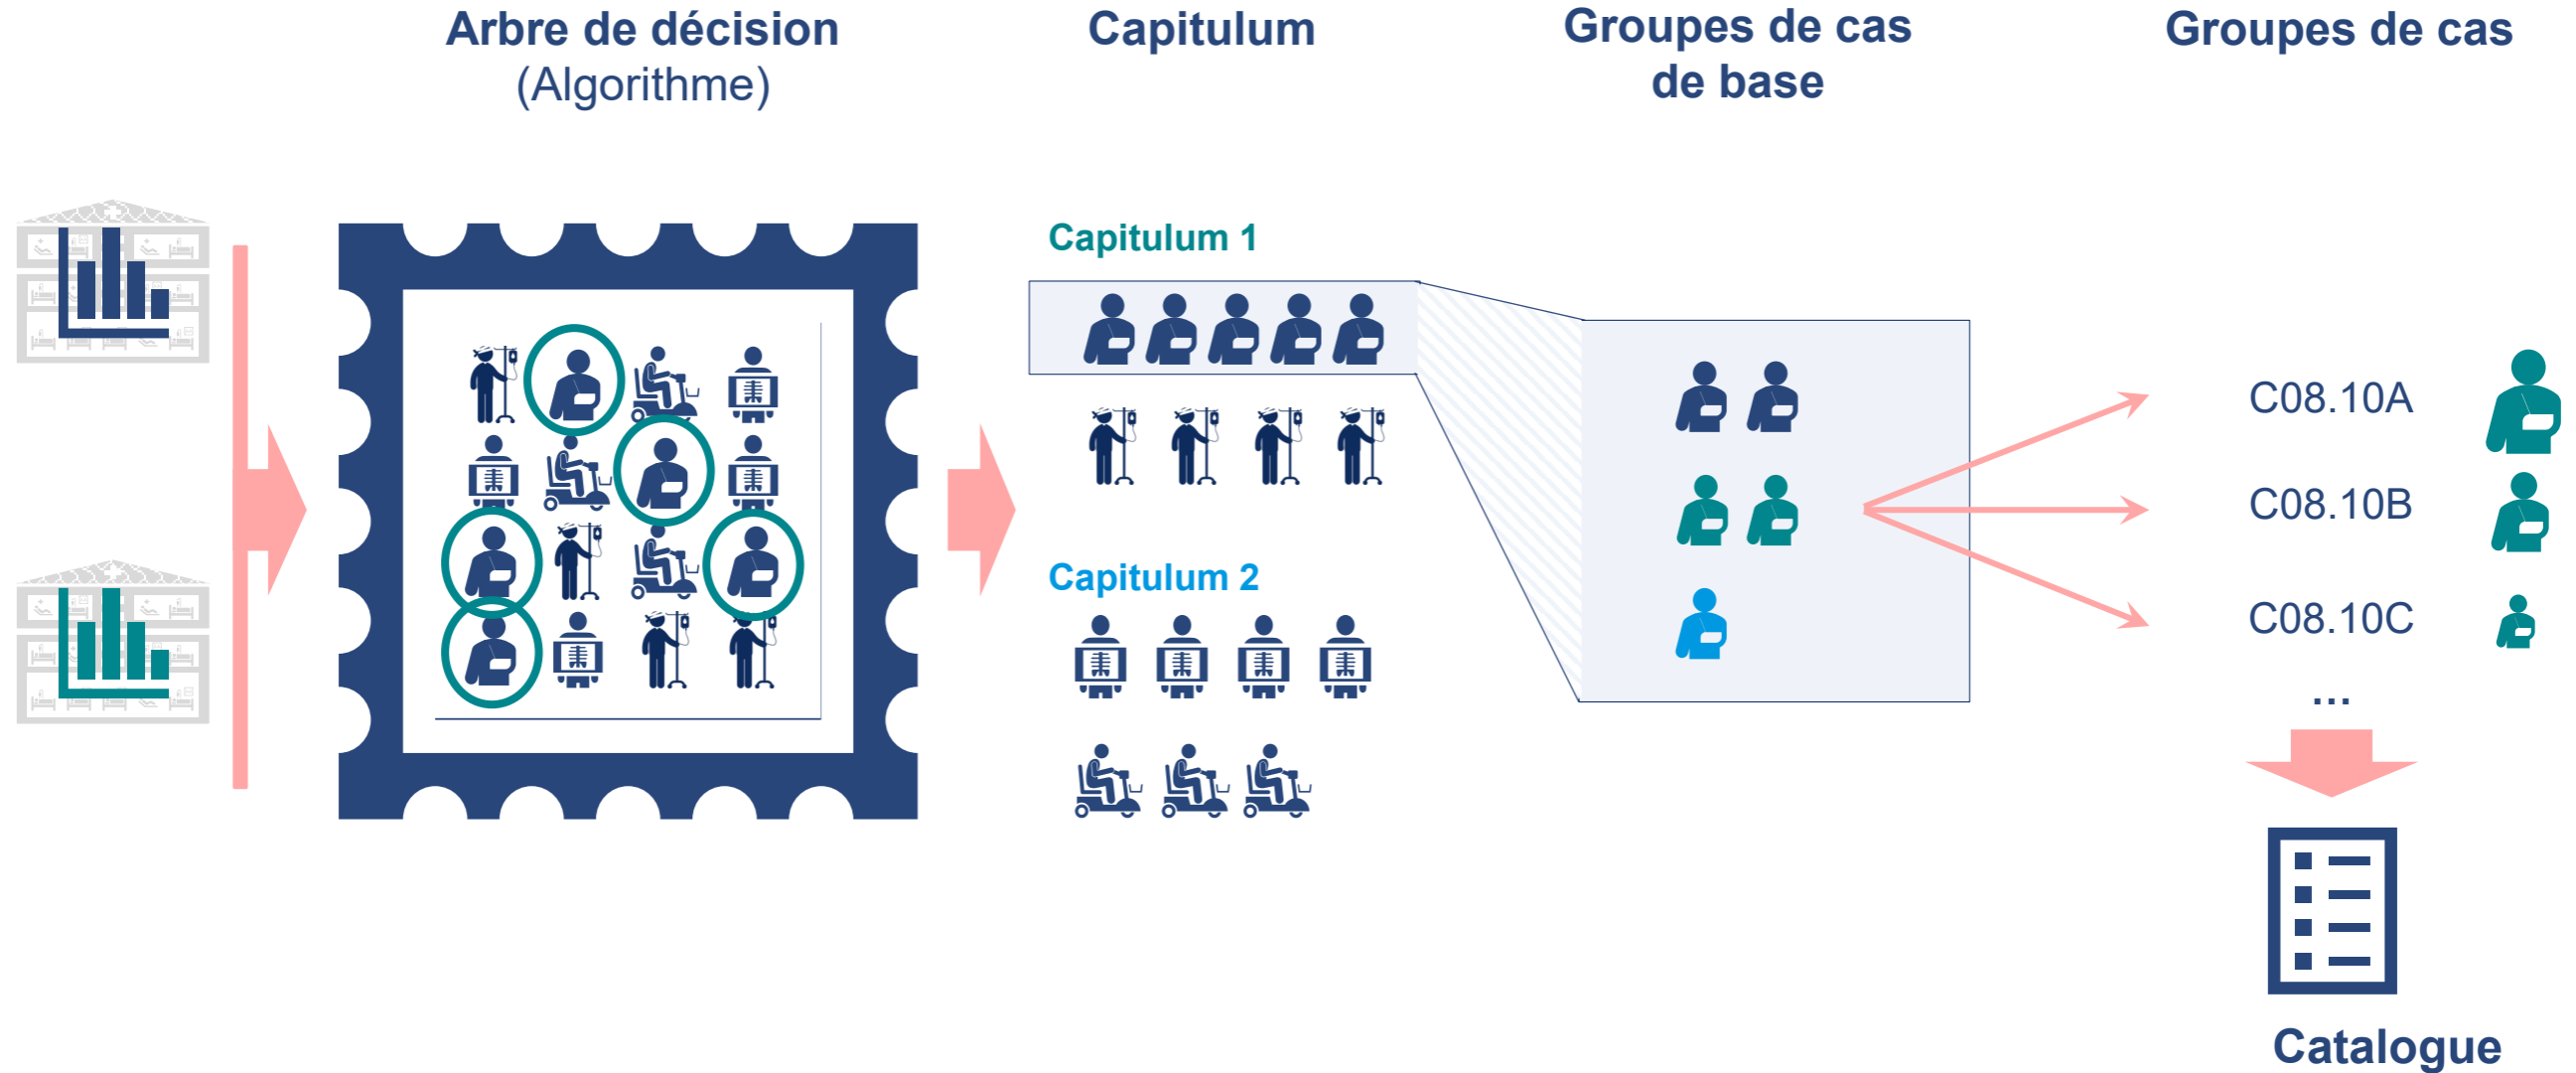 Arbre de décision
(Algorithme)
Capitulum
Groupes de cas
de base
Groupes de cas
Capitulum 1
Capitulum 2
C08.10A
C08.10B
C08.10C
...
Catalogue